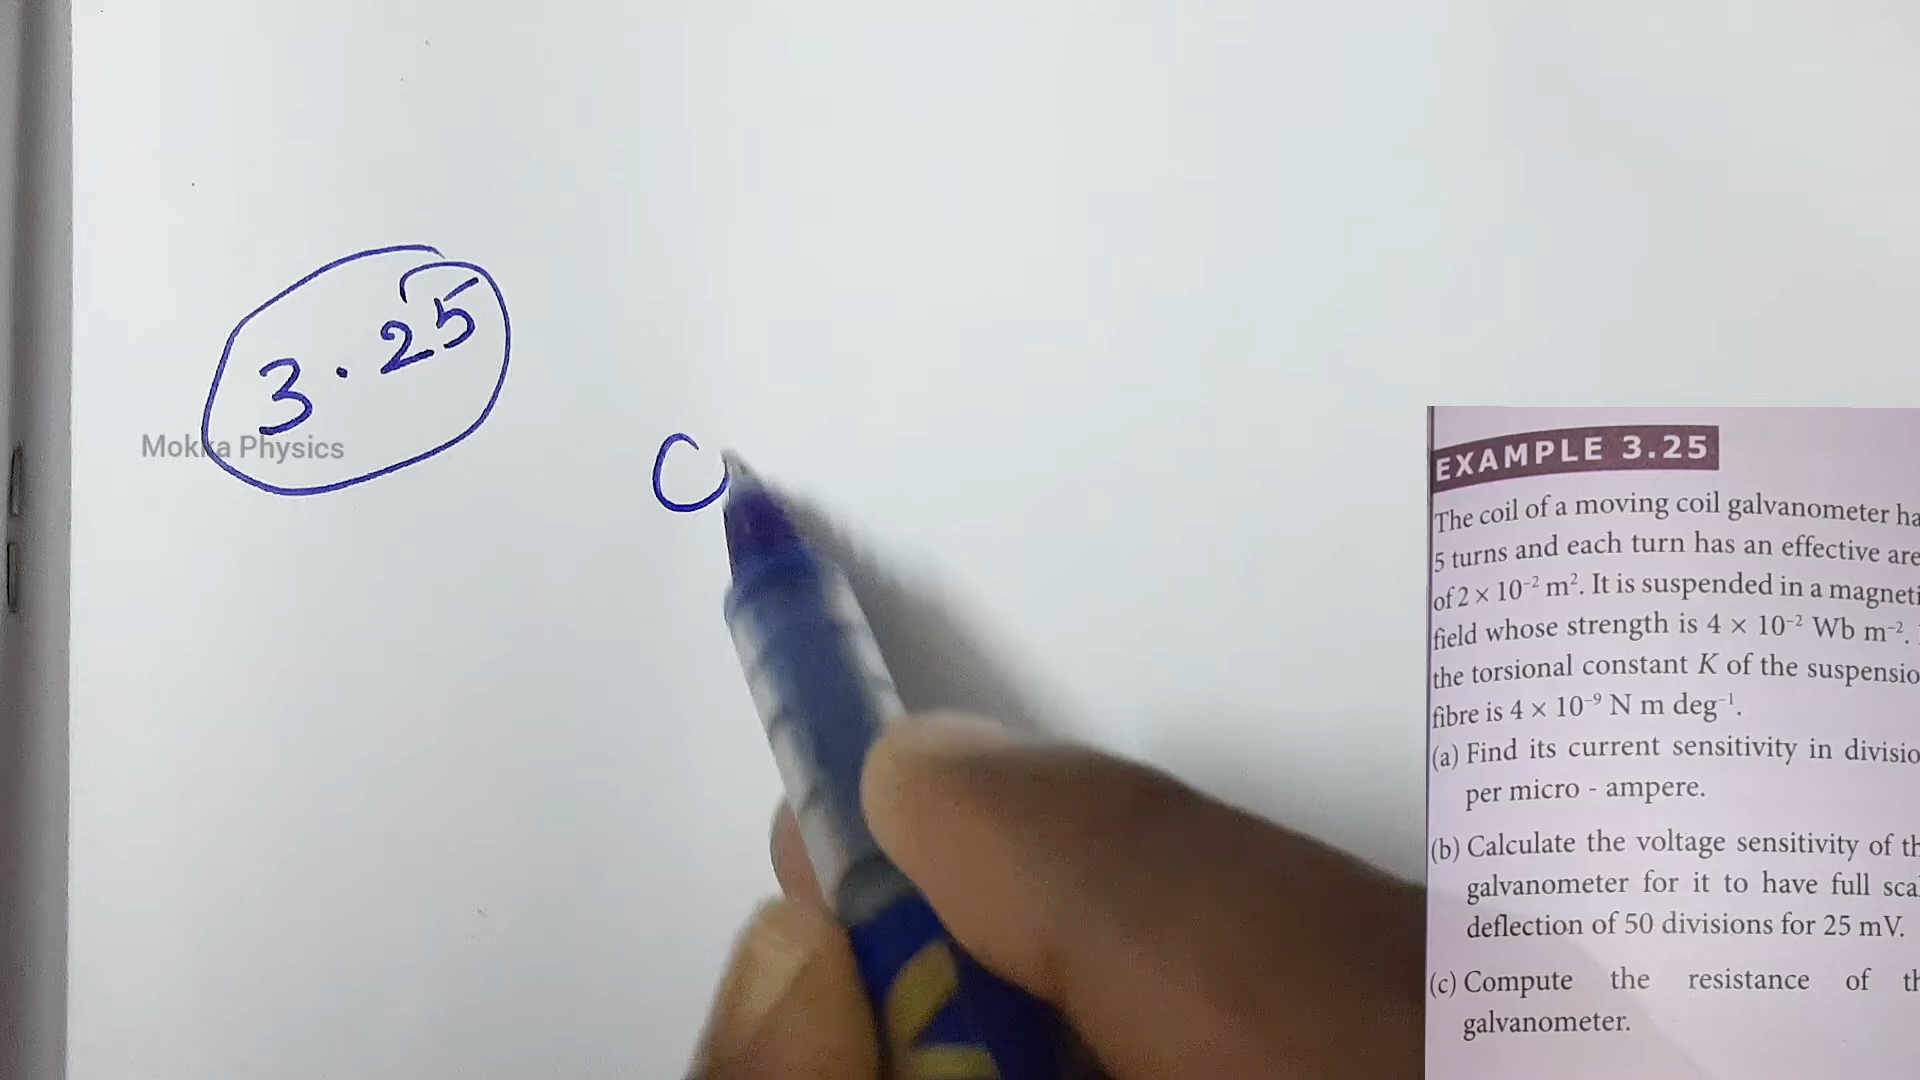 3.25
Mokka Physics
C
EXAMPLE 3.25
The coil of a moving coil galvanometer ha
5 turns and each turn has an effective are
of 2 × 10⁻² m². It is suspended in a magneti
field whose strength is 4 × 10⁻² Wb m⁻².
the torsional constant K of the suspensio
fibre is 4 × 10⁻⁹ N m deg⁻¹.
(a) Find its current sensitivity in divisio
per micro - ampere.
(b) Calculate the voltage sensitivity of th
galvanometer for it to have full scal
deflection of 50 divisions for 25 mV.
(c) Compute the resistance of th
galvanometer.